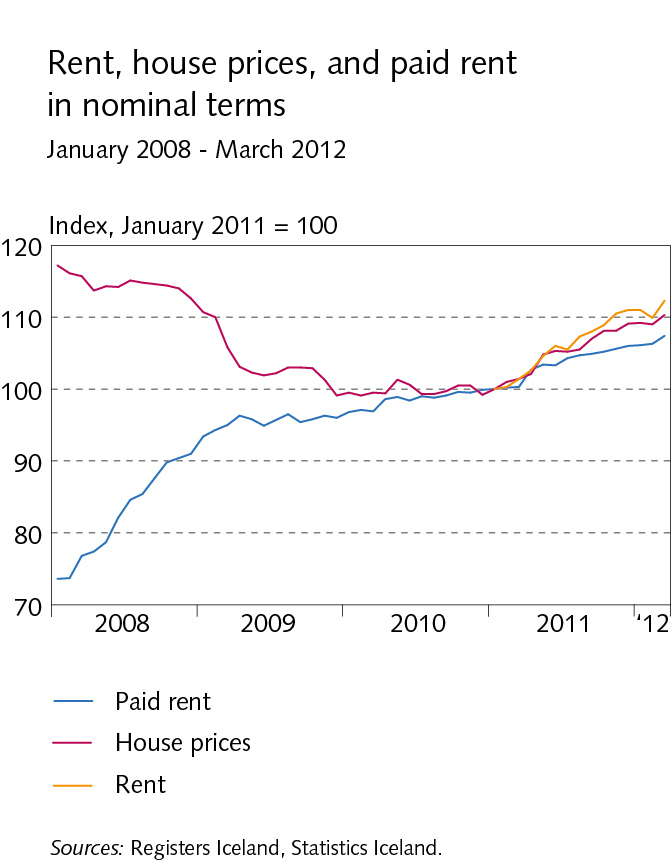 Rent, house prices, and paid rent
in nominal terms
January 2008 - March 2012
Index, January 2011 = 100
120
110
100
90
80
70
2008 2009 2010 2011 ‘12
Paid rent
House prices
Rent
Sources: Registers Iceland, Statistics Iceland.